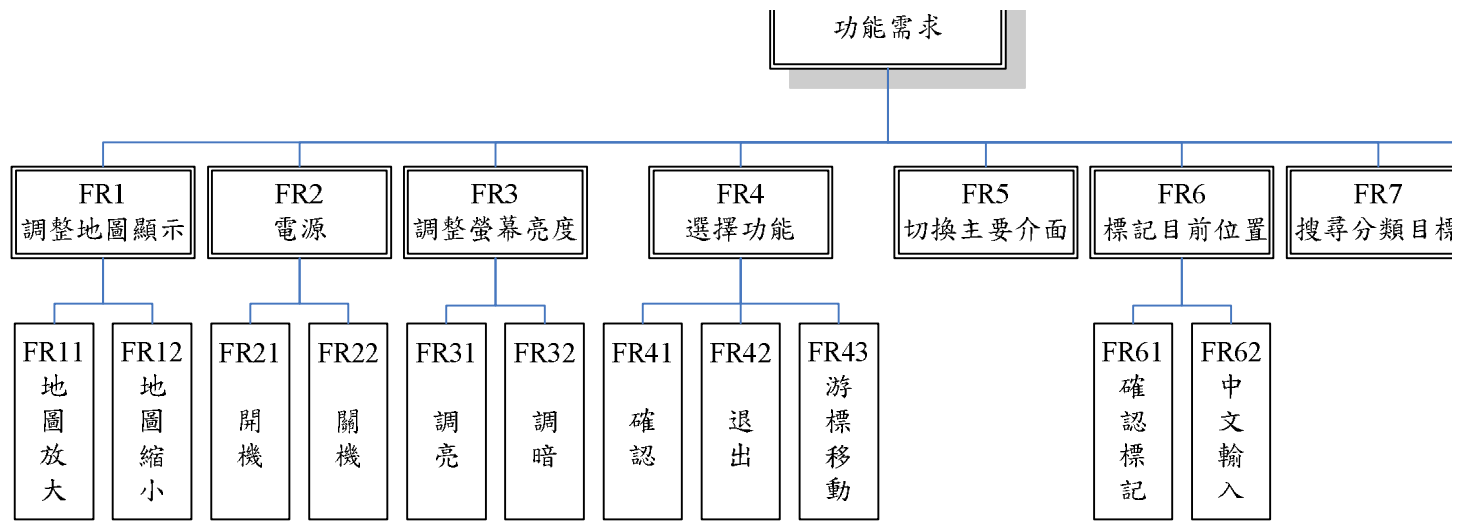 功能需求
FR1
調整地圖顯示
FR2
電源
FR3
調整螢幕亮度
FR4
選擇功能
FR5
切換主要介面
FR6
標記目前位置
FR7
搜尋分類目標
FR11
地
圖
放
大
FR12
地
圖
縮
小
FR21
開
機
FR22
關
機
FR31
調
亮
FR32
調
暗
FR41
確
認
FR42
退
出
FR43
游
標
移
動
FR61
確
認
標
記
FR62
中
文
輸
入